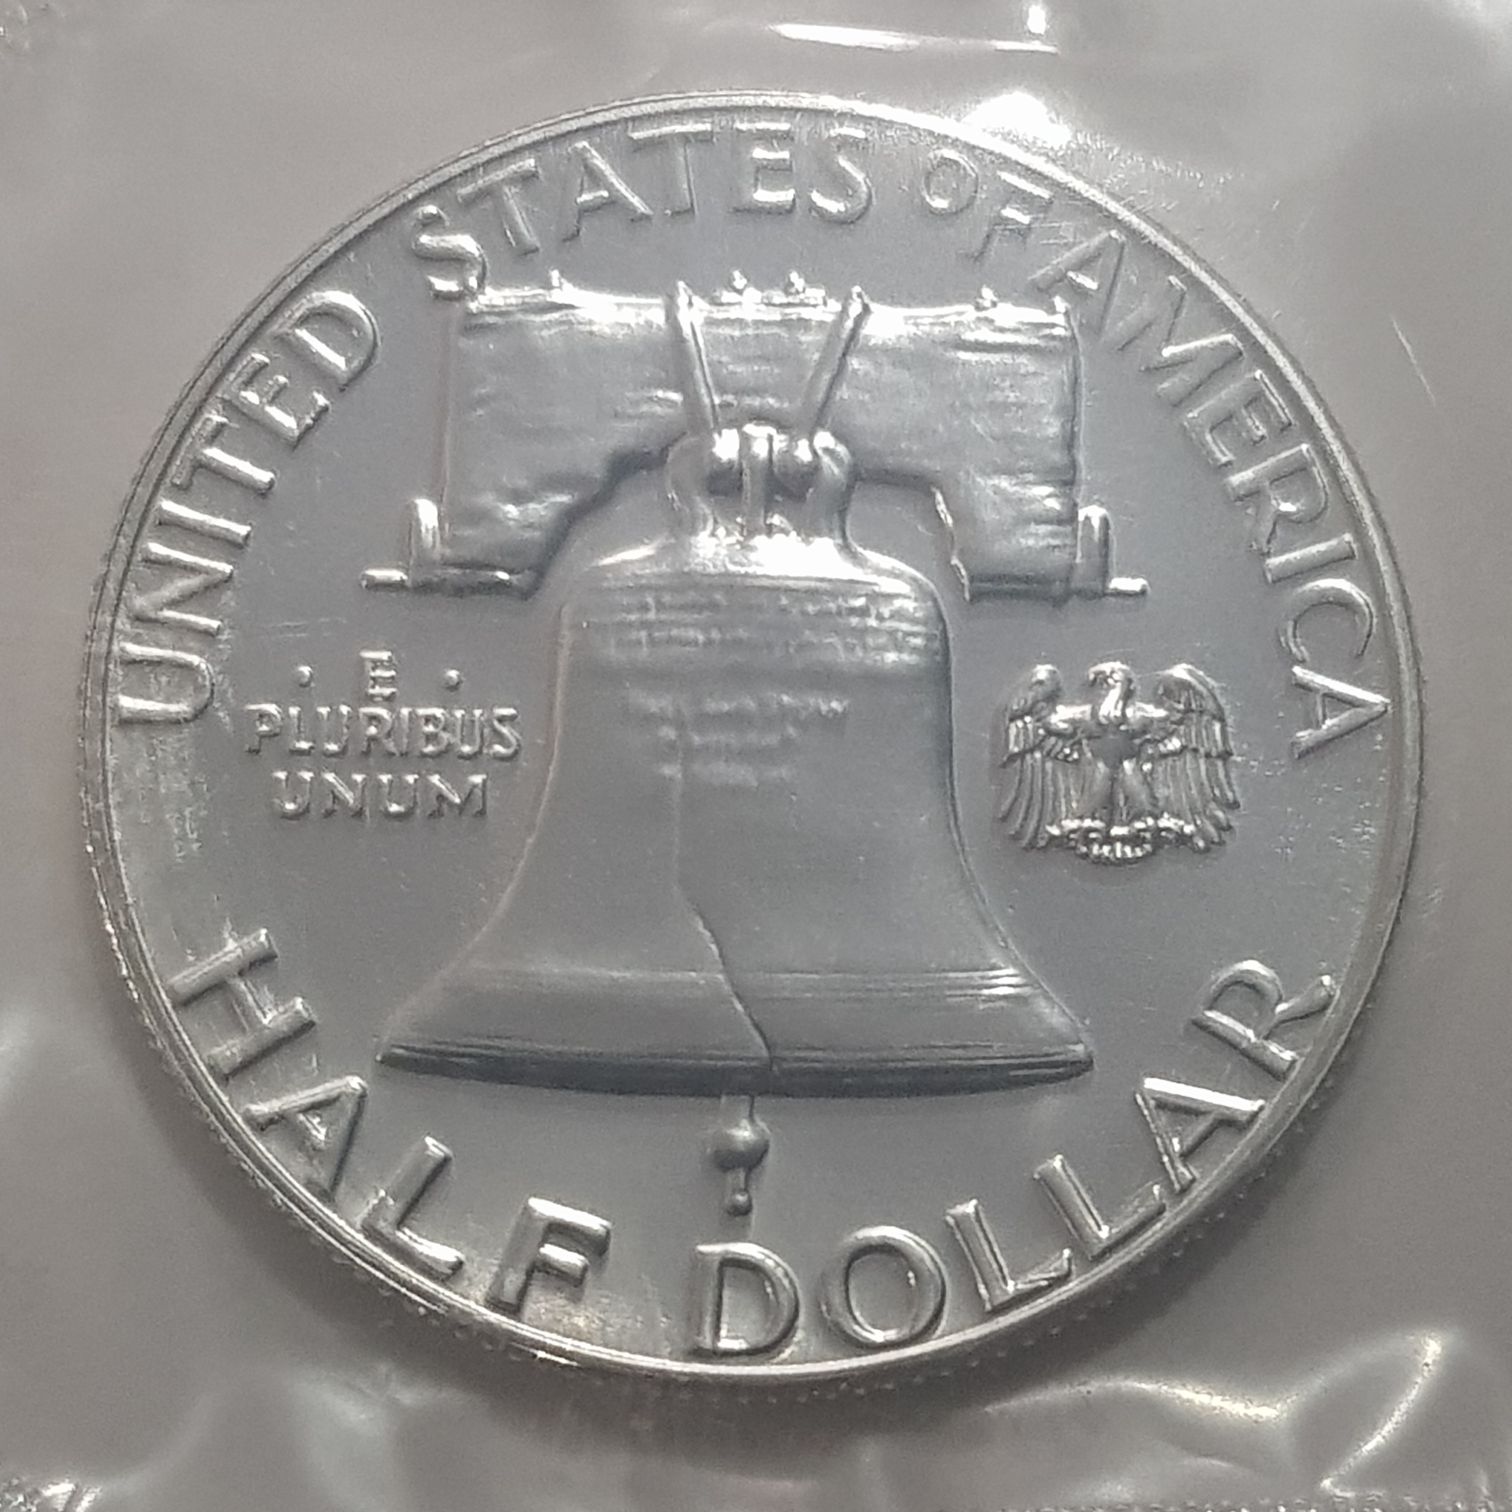 UNITED STATES OF AMERICA
· E ·
PLURIBUS
UNUM
HALF DOLLAR